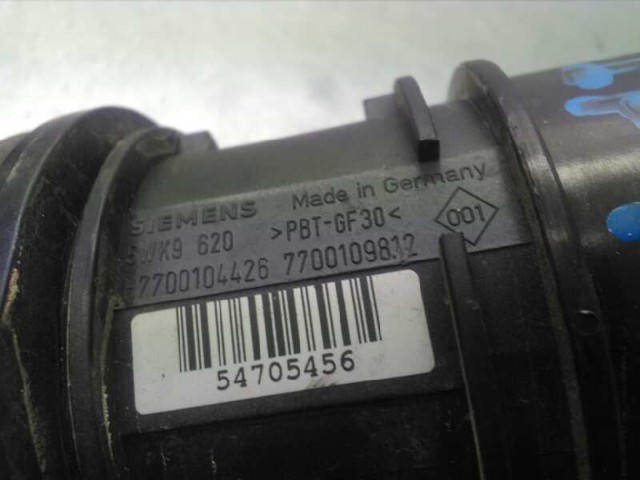 SIEMENS Made in Germany
5WK9 620 >PBT-GF30< 001
7700104426 7700109812
54705456